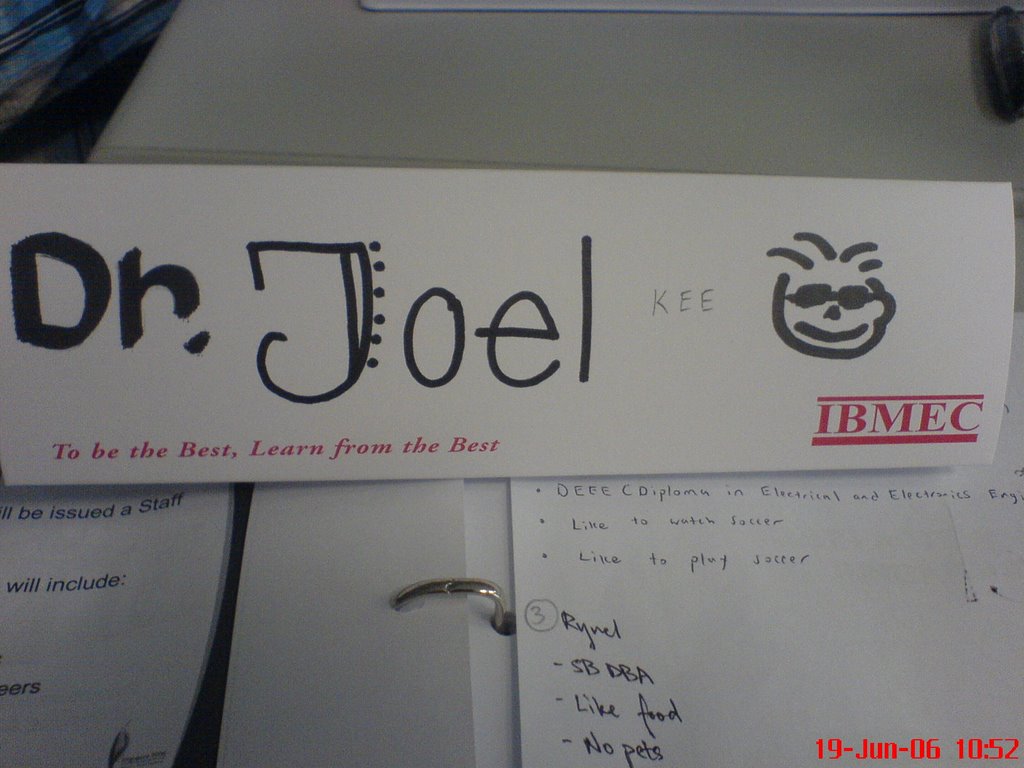 Dr. Joel KEE
To be the Best, Learn from the Best
IBMEC
ll be issued a Staff
will include:
eers
• DEEE (Diploma in Electrical and Electronics Engi
• Like to watch soccer
• Like to play soccer
3 Rynel
- SB DBA
- Like food
- No pets
19-Jun-06 10:52